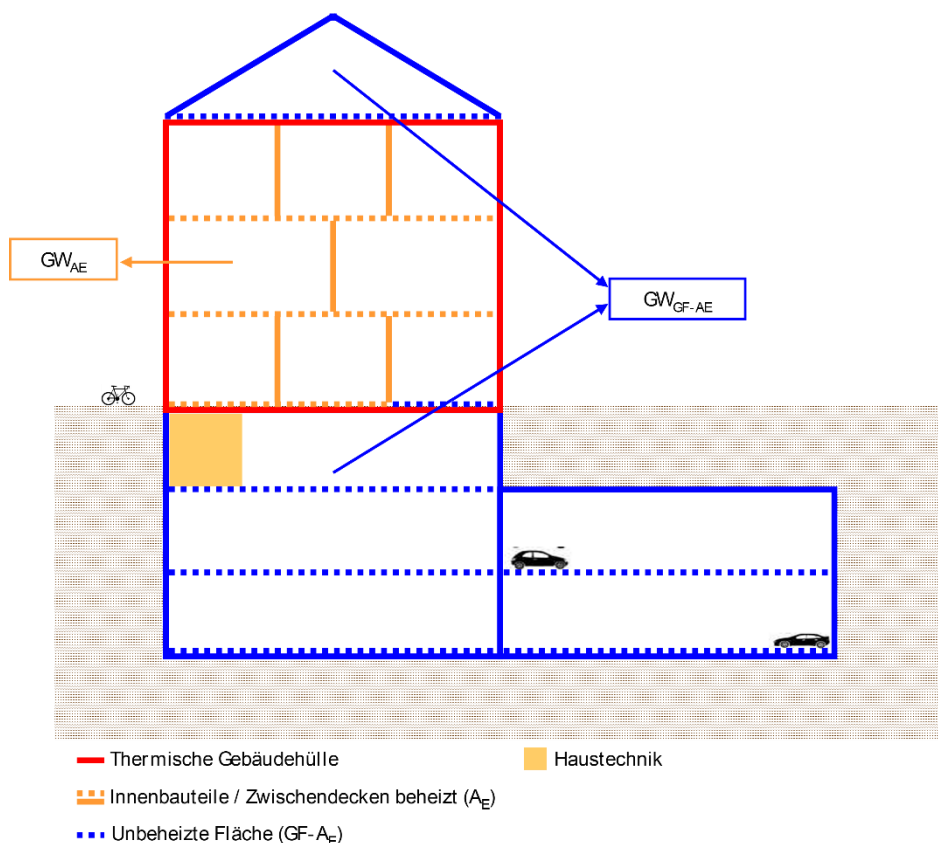 GW_AE
GW_GF-AE
Thermische Gebäudehülle
Haustechnik
Innenbauteile / Zwischendecken beheizt (A_E)
Unbeheizte Fläche (GF-A_E)